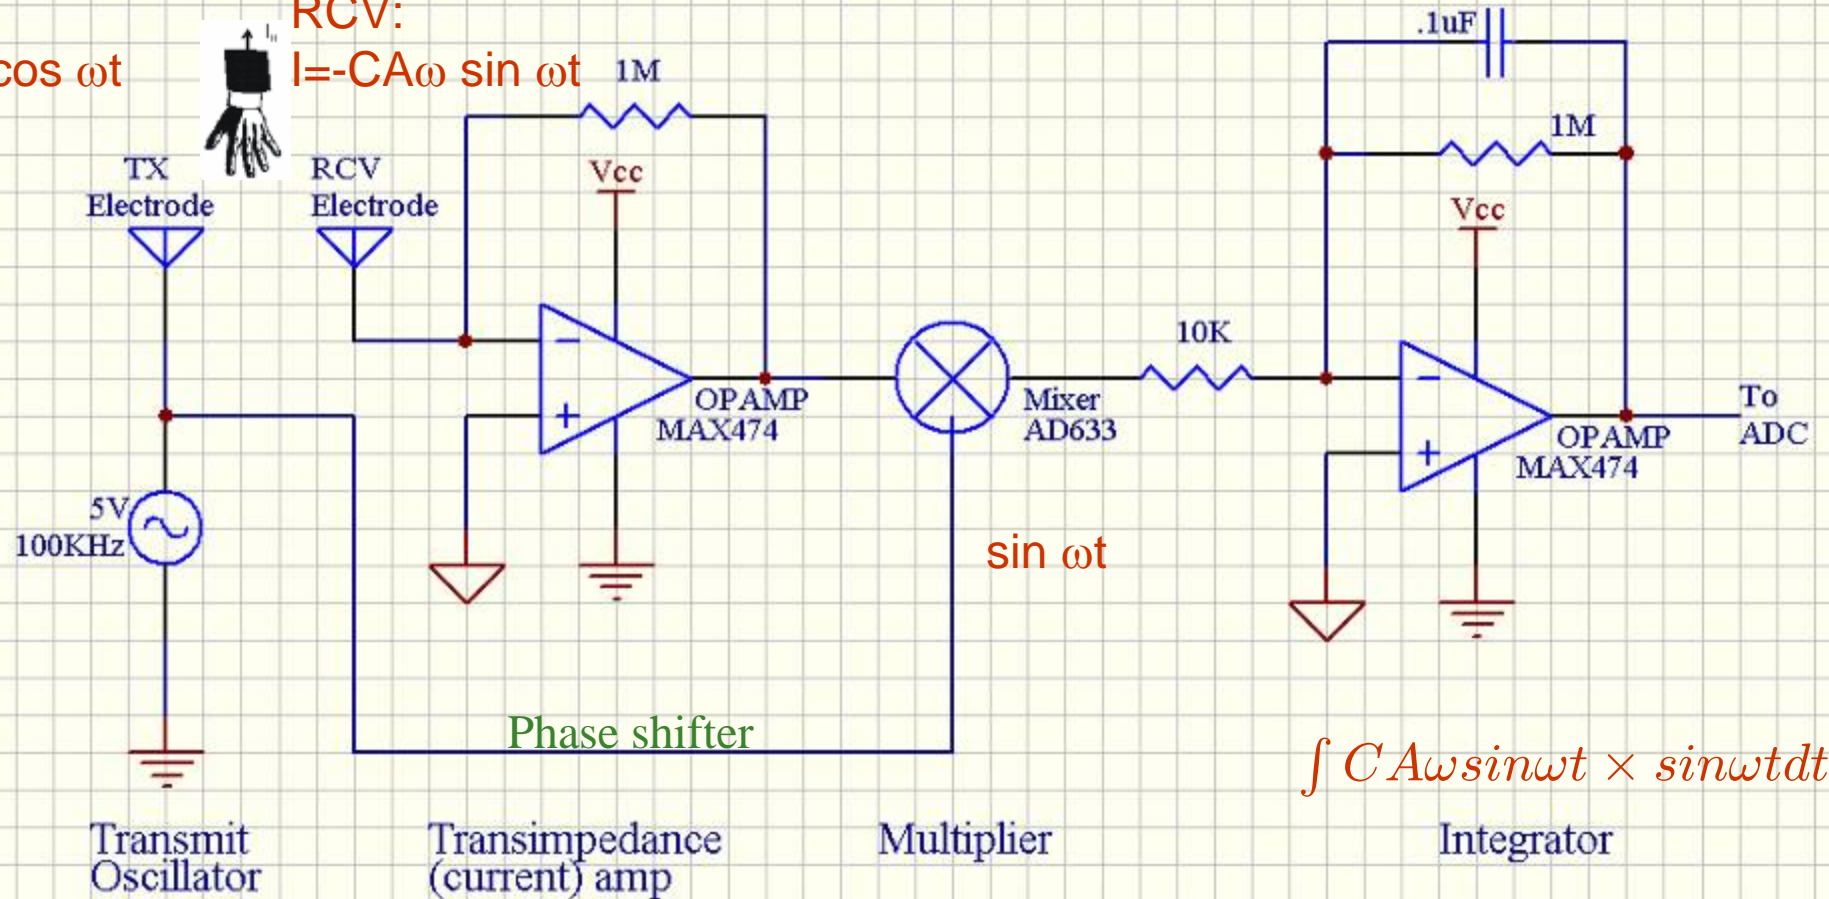 RCV:
cos ωt
I=-CAω sin ωt
TX
Electrode
RCV
Electrode
1M
Vcc
OPAMP
MAX474
5V
100KHz
Mixer
AD633
sin ωt
10K
.1uF
1M
Vcc
OPAMP
MAX474
To
ADC
Phase shifter
∫ CAωsinωt × sinωtdt
Transmit
Oscillator
Transimpedance
(current) amp
Multiplier
Integrator